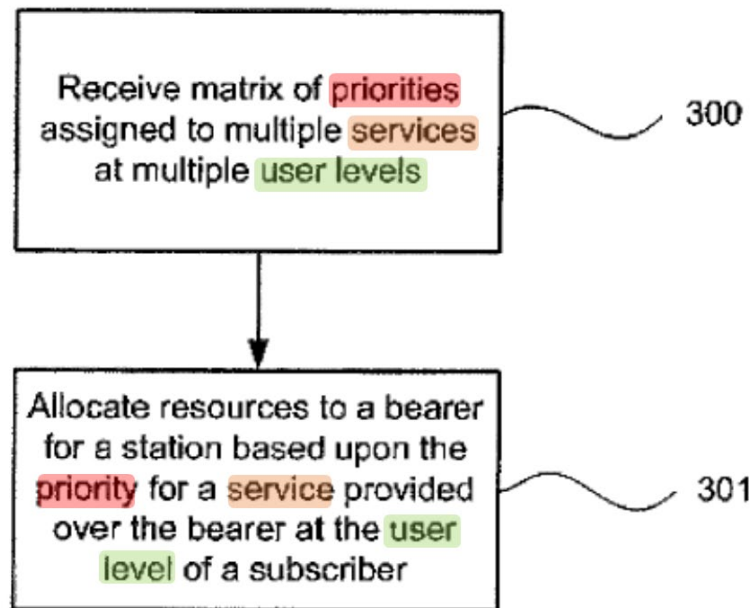 Receive matrix of priorities
assigned to multiple services
at multiple user levels
300
Allocate resources to a bearer
for a station based upon the
priority for a service provided
over the bearer at the user
level of a subscriber
301